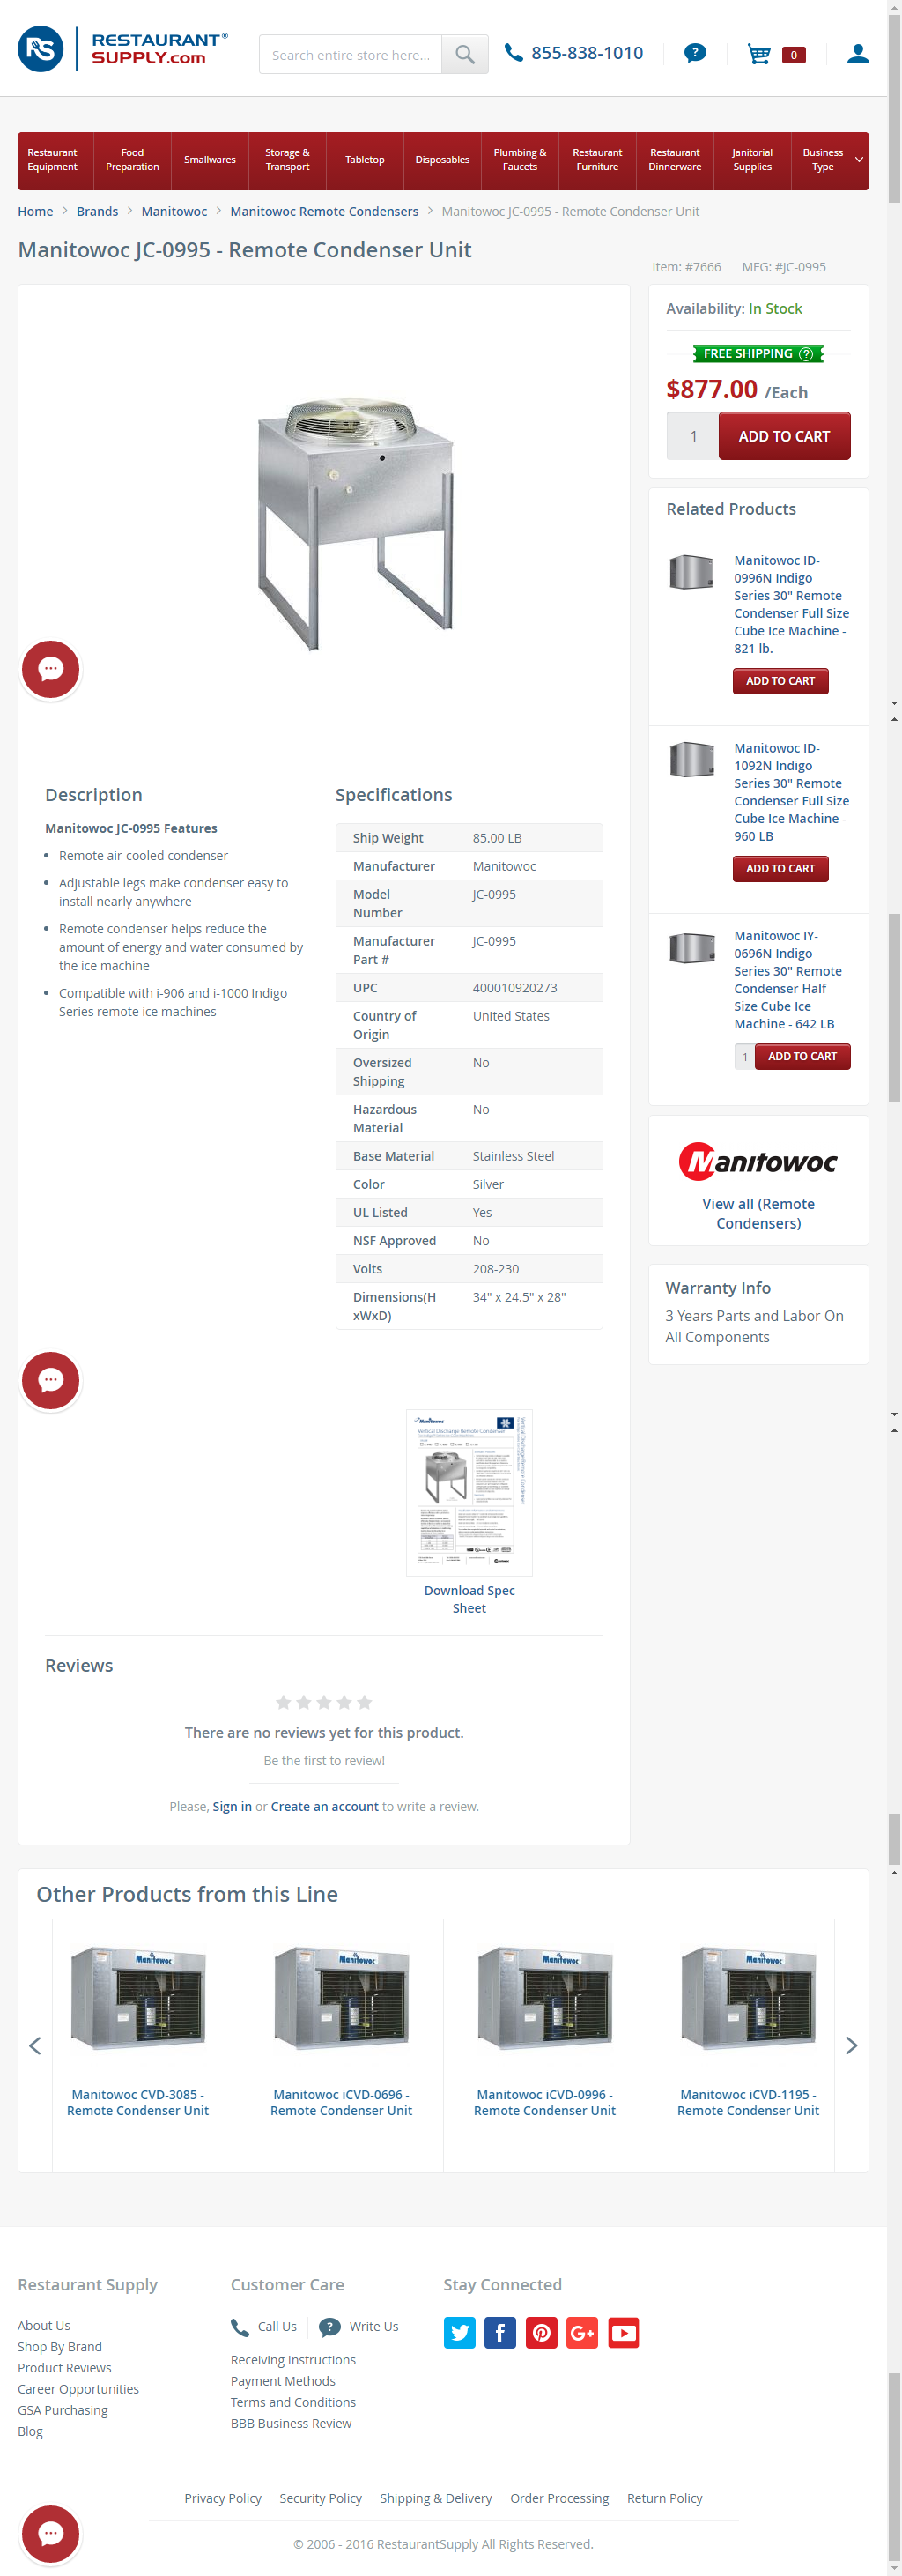 RS RESTAURANT®
SUPPLY.com
Search entire store here...
855-838-1010
?
0
Restaurant Equipment
Food Preparation
Smallwares
Storage & Transport
Tabletop
Disposables
Plumbing & Faucets
Restaurant Furniture
Restaurant Dinnerware
Janitorial Supplies
Business Type
Home > Brands > Manitowoc > Manitowoc Remote Condensers > Manitowoc JC-0995 - Remote Condenser Unit
Manitowoc JC-0995 - Remote Condenser Unit
Item: #7666 MFG: #JC-0995
Availability: In Stock
FREE SHIPPING ?
$877.00 /Each
1 ADD TO CART
Related Products
Manitowoc ID-
0996N Indigo
Series 30" Remote
Condenser Full Size
Cube Ice Machine -
821 lb.
ADD TO CART
Manitowoc ID-
1092N Indigo
Series 30" Remote
Condenser Full Size
Cube Ice Machine -
960 LB
ADD TO CART
Manitowoc IY-
0696N Indigo
Series 30" Remote
Condenser Half
Size Cube Ice
Machine - 642 LB
1 ADD TO CART
Manitowoc
View all (Remote
Condensers)
Warranty Info
3 Years Parts and Labor On
All Components
Description
Manitowoc JC-0995 Features
Remote air-cooled condenser
Adjustable legs make condenser easy to
install nearly anywhere
Remote condenser helps reduce the
amount of energy and water consumed by
the ice machine
Compatible with i-906 and i-1000 Indigo
Series remote ice machines
Specifications
Ship Weight 85.00 LB
Manufacturer Manitowoc
Model JC-0995
Number
Manufacturer JC-0995
Part #
UPC 400010920273
Country of United States
Origin
Oversized No
Shipping
Hazardous No
Material
Base Material Stainless Steel
Color Silver
UL Listed Yes
NSF Approved No
Volts 208-230
Dimensions(H 34" x 24.5" x 28"
xWxD)
Manitowoc
Vertical Discharge Remote Condenser
Vertical Discharge Remote Condenser
Download Spec
Sheet
Reviews
There are no reviews yet for this product.
Be the first to review!
Please, Sign in or Create an account to write a review.
Other Products from this Line
Manitowoc
Manitowoc
Manitowoc
Manitowoc
Manitowoc CVD-3085 -
Remote Condenser Unit
Manitowoc iCVD-0696 -
Remote Condenser Unit
Manitowoc iCVD-0996 -
Remote Condenser Unit
Manitowoc iCVD-1195 -
Remote Condenser Unit
Restaurant Supply
About Us
Shop By Brand
Product Reviews
Career Opportunities
GSA Purchasing
Blog
Customer Care
Call Us ? Write Us
Receiving Instructions
Payment Methods
Terms and Conditions
BBB Business Review
Stay Connected
f
G+
Privacy Policy Security Policy Shipping & Delivery Order Processing Return Policy
© 2006 - 2016 RestaurantSupply All Rights Reserved.